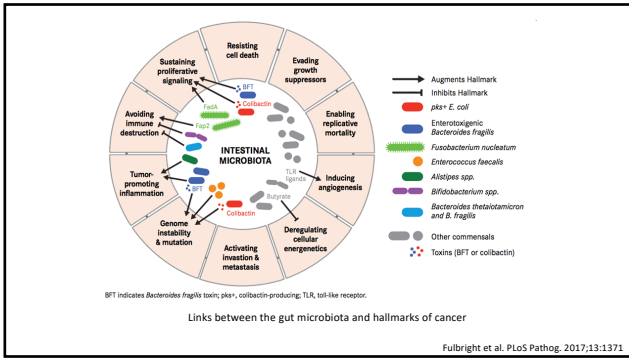 Resisting
cell death
Evading
growth
suppressors
Enabling
replicative
mortality
Inducing
angiogenesis
Deregulating
cellular
energenetics
Activating
invastion &
metastasis
Genome
instability
& mutation
Tumor-
promoting
inflammation
Avoiding
immune
destruction
Sustaining
proliferative
signaling
BFT
Colibactin
FadA
Fap2
INTESTINAL
MICROBIOTA
TLR
ligands
Butyrate
BFT
Colibactin
Augments Hallmark
Inhibits Hallmark
pks+ E. coli
Enterotoxigenic
Bacteroides fragilis
Fusobacterium nucleatum
Enterococcus faecalis
Alistipes spp.
Bifidobacterium spp.
Bacteroides thetaiotamicron
and B. fragilis
Other commensals
Toxins (BFT or colibactin)
BFT indicates Bacteroides fragilis toxin; pks+, colibactin-producing; TLR, toll-like receptor.
Links between the gut microbiota and hallmarks of cancer
Fulbright et al. PLoS Pathog. 2017;13:1371